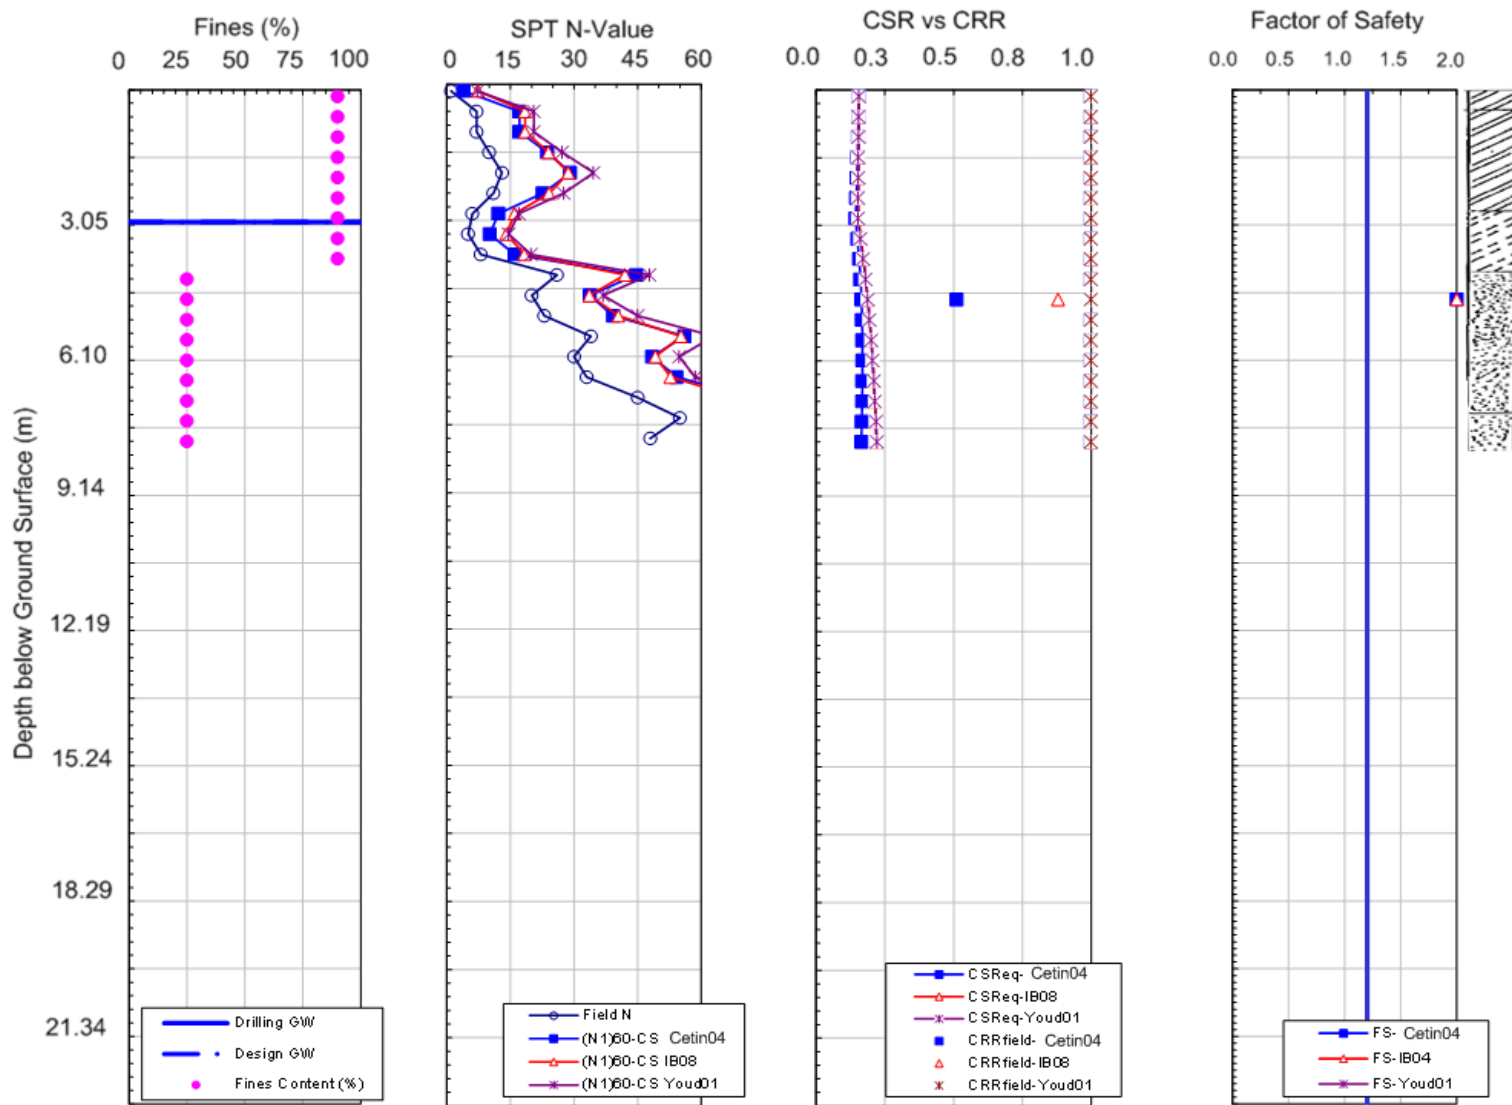 Fines (%)
0 25 50 75 100
SPT N-Value
0 15 30 45 60
CSR vs CRR
0.0 0.3 0.5 0.8 1.0
Factor of Safety
0.0 0.5 1.0 1.5 2.0
Depth below Ground Surface (m)
3.05
6.10
9.14
12.19
15.24
18.29
21.34
Drilling GW
Design GW
Fines Content (%)
Field N
(N1)60-CS Cetin04
(N1)60-CS IB08
(N1)60-CS Youd01
CSReq- Cetin04
CSReq-IB08
CSReq-Youd01
CRRfield- Cetin04
CRRfield-IB08
CRRfield-Youd01
FS- Cetin04
FS-IB04
FS-Youd01